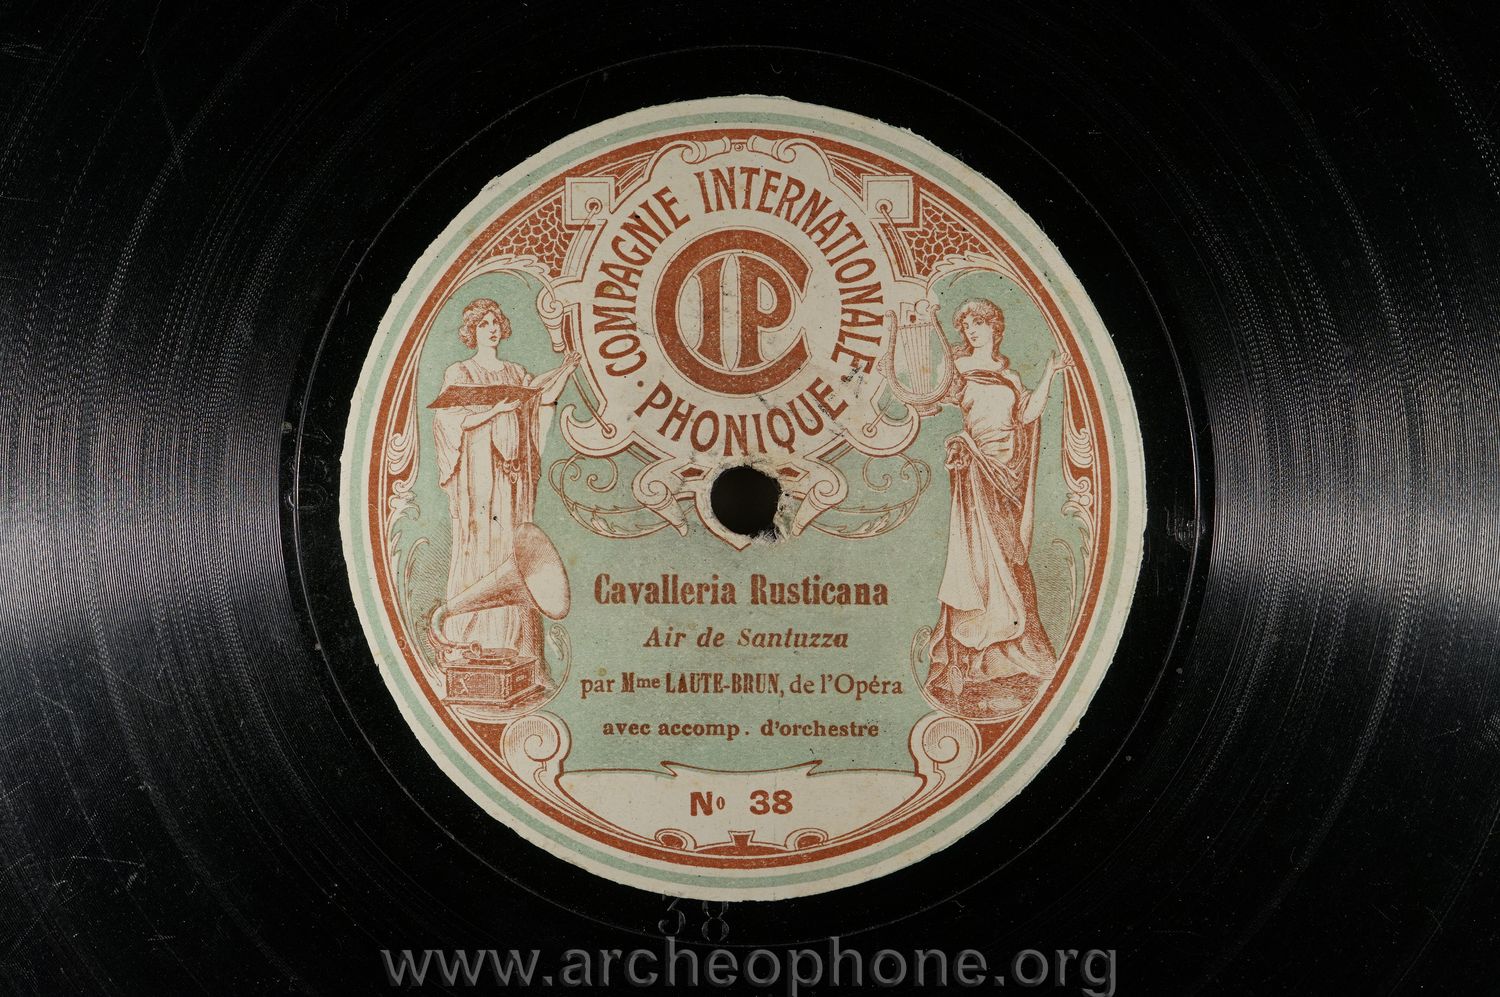 COMPAGNIE INTERNATIONALE
PHONIQUE
CIP
Cavalleria Rusticana
Air de Santuzza
par Mme LAUTE-BRUN, de l'Opéra
avec accomp. d'orchestre
No 38
38
www.archeophone.org